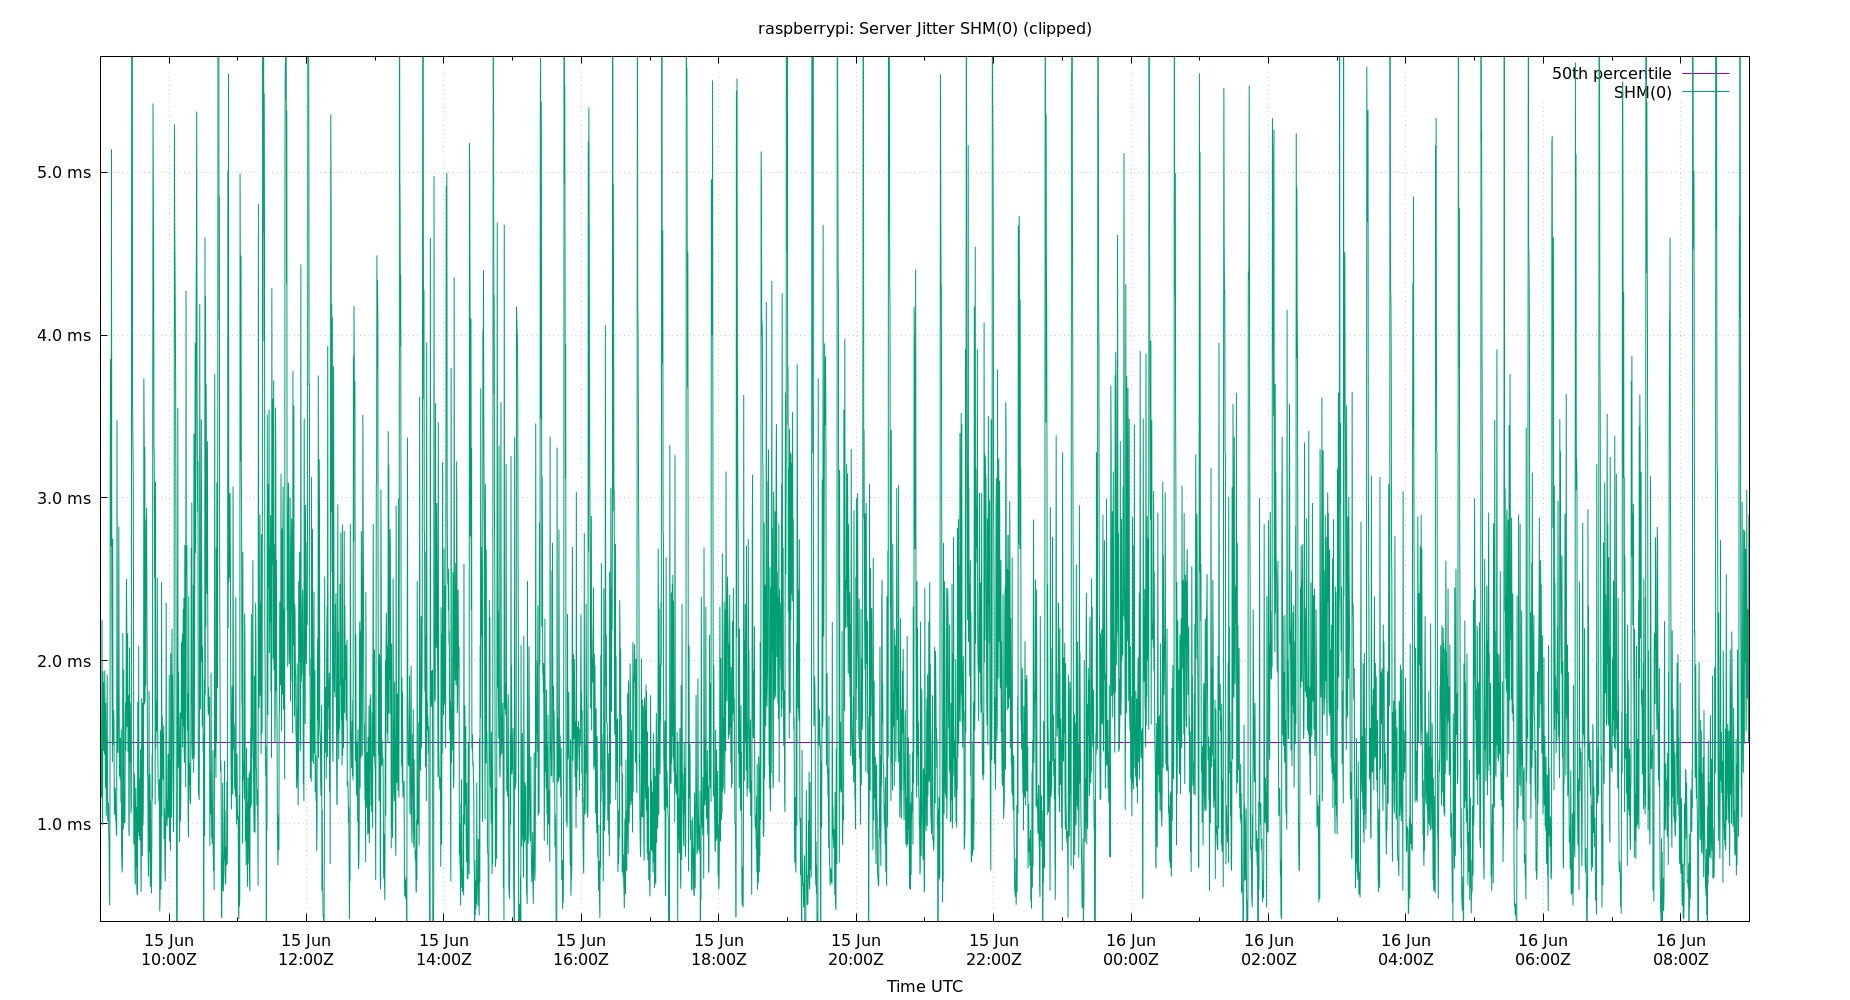 raspberrypi: Server Jitter SHM(0) (clipped)
50th percentile
SHM(0)
5.0 ms
4.0 ms
3.0 ms
2.0 ms
1.0 ms
15 Jun 15 Jun 15 Jun 15 Jun 15 Jun 15 Jun 15 Jun 16 Jun 16 Jun 16 Jun 16 Jun 16 Jun
10:00Z 12:00Z 14:00Z 16:00Z 18:00Z 20:00Z 22:00Z 00:00Z 02:00Z 04:00Z 06:00Z 08:00Z
Time UTC